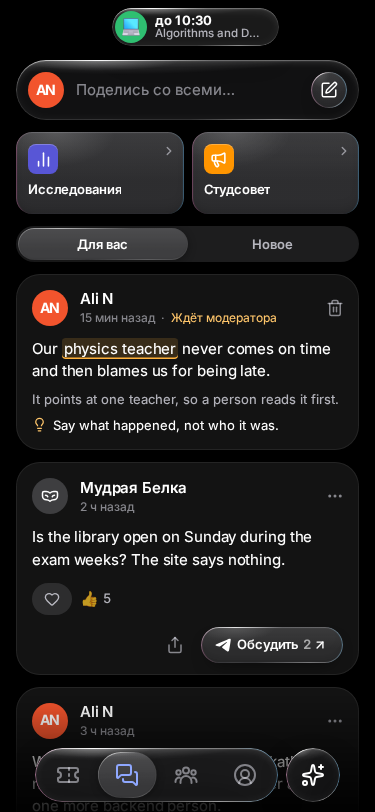 до 10:30
Algorithms and D...
AN
Поделись со всеми...
Исследования
Студсовет
Для вас
Новое
AN
Ali N
15 мин назад · Ждёт модератора
Our physics teacher never comes on time
and then blames us for being late.
It points at one teacher, so a person reads it first.
Say what happened, not who it was.
Мудрая Белка
2 ч назад
Is the library open on Sunday during the
exam weeks? The site says nothing.
👍 5
Обсудить 2
AN
Ali N
3 ч назад
one more backend person.